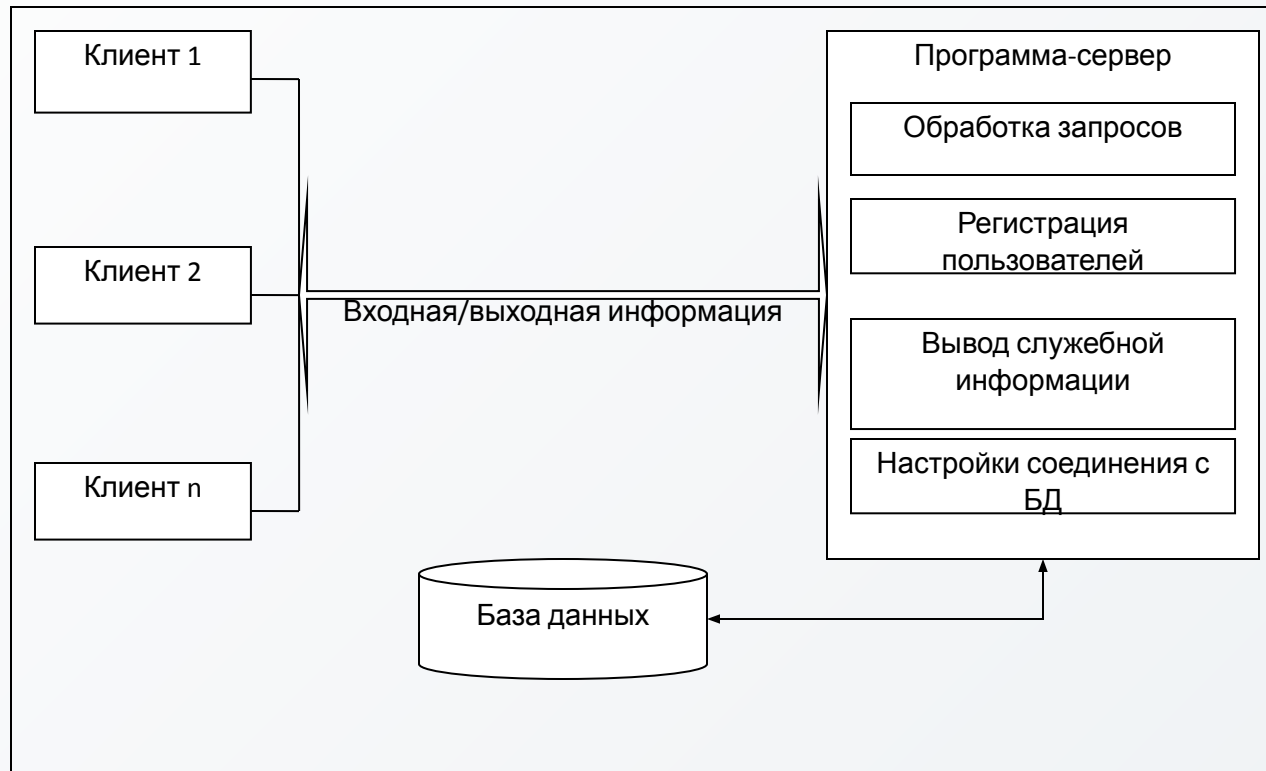 Клиент 1
Клиент 2
Клиент n
Входная/выходная информация
Программа-сервер
Обработка запросов
Регистрация
пользователей
Вывод служебной
информации
Настройки соединения с
БД
База данных